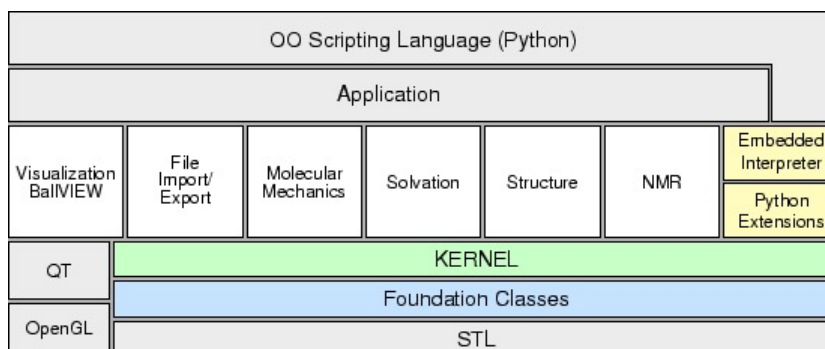 OO Scripting Language (Python)
Application
Visualization
BallVIEW
File
Import/
Export
Molecular
Mechanics
Solvation
Structure
NMR
Embedded
Interpreter
Python
Extensions
QT
KERNEL
Foundation Classes
OpenGL
STL